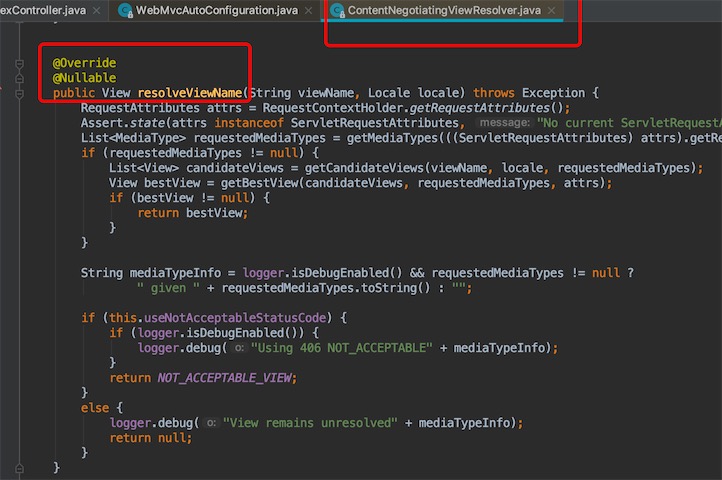 exController.java × WebMvcAutoConfiguration.java × ContentNegotiatingViewResolver.java ×
}
@Override
@Nullable
public View resolveViewName(String viewName, Locale locale) throws Exception {
RequestAttributes attrs = RequestContextHolder.getRequestAttributes();
Assert.state(attrs instanceof ServletRequestAttributes, message: "No current ServletRequestA
List<MediaType> requestedMediaTypes = getMediaTypes(((ServletRequestAttributes) attrs).getRe
if (requestedMediaTypes != null) {
List<View> candidateViews = getCandidateViews(viewName, locale, requestedMediaTypes);
View bestView = getBestView(candidateViews, requestedMediaTypes, attrs);
if (bestView != null) {
return bestView;
}
}
String mediaTypeInfo = logger.isDebugEnabled() && requestedMediaTypes != null ?
" given " + requestedMediaTypes.toString() : "";
if (this.useNotAcceptableStatusCode) {
if (logger.isDebugEnabled()) {
logger.debug( o: "Using 406 NOT_ACCEPTABLE" + mediaTypeInfo);
}
return NOT_ACCEPTABLE_VIEW;
}
else {
logger.debug( o: "View remains unresolved" + mediaTypeInfo);
return null;
}
}